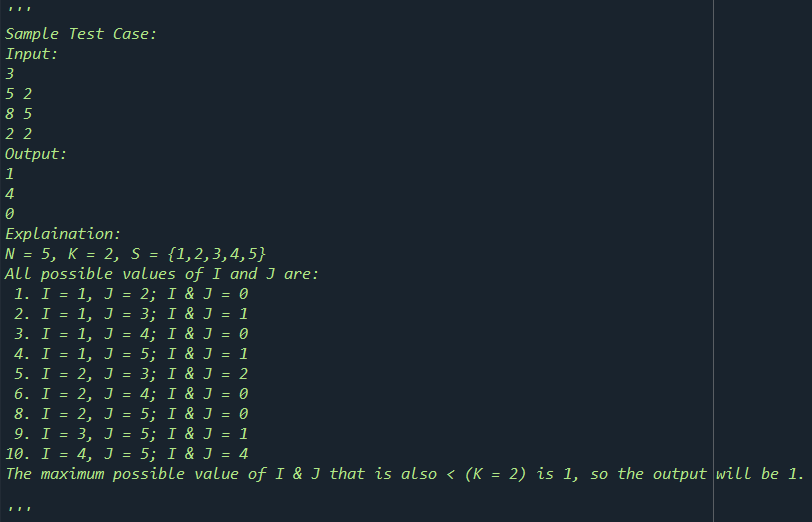 '''
Sample Test Case:
Input:
3
5 2
8 5
2 2
Output:
1
4
0
Explaination:
N = 5, K = 2, S = {1,2,3,4,5}
All possible values of I and J are:
1. I = 1, J = 2; I & J = 0
2. I = 1, J = 3; I & J = 1
3. I = 1, J = 4; I & J = 0
4. I = 1, J = 5; I & J = 1
5. I = 2, J = 3; I & J = 2
6. I = 2, J = 4; I & J = 0
8. I = 2, J = 5; I & J = 0
9. I = 3, J = 5; I & J = 1
10. I = 4, J = 5; I & J = 4
The maximum possible value of I & J that is also < (K = 2) is 1, so the output will be 1.
'''